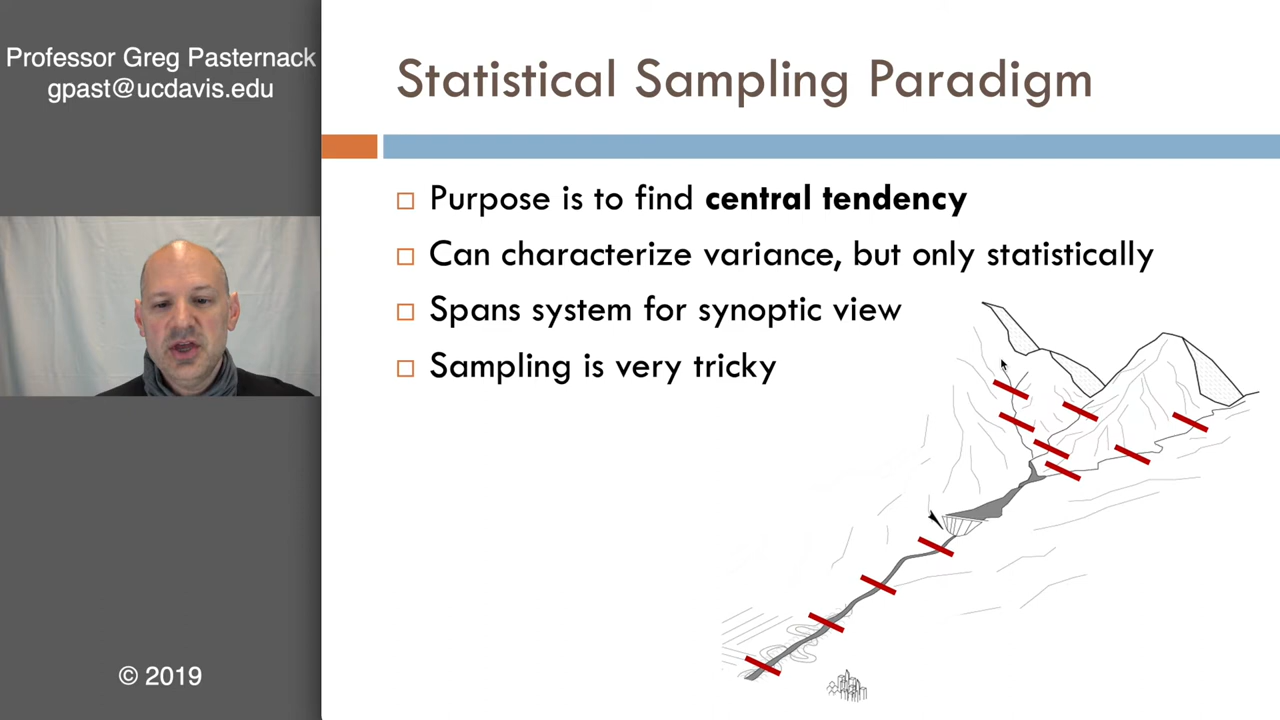 Professor Greg Pasternack
gpast@ucdavis.edu
Statistical Sampling Paradigm
Purpose is to find central tendency
Can characterize variance, but only statistically
Spans system for synoptic view
Sampling is very tricky
© 2019